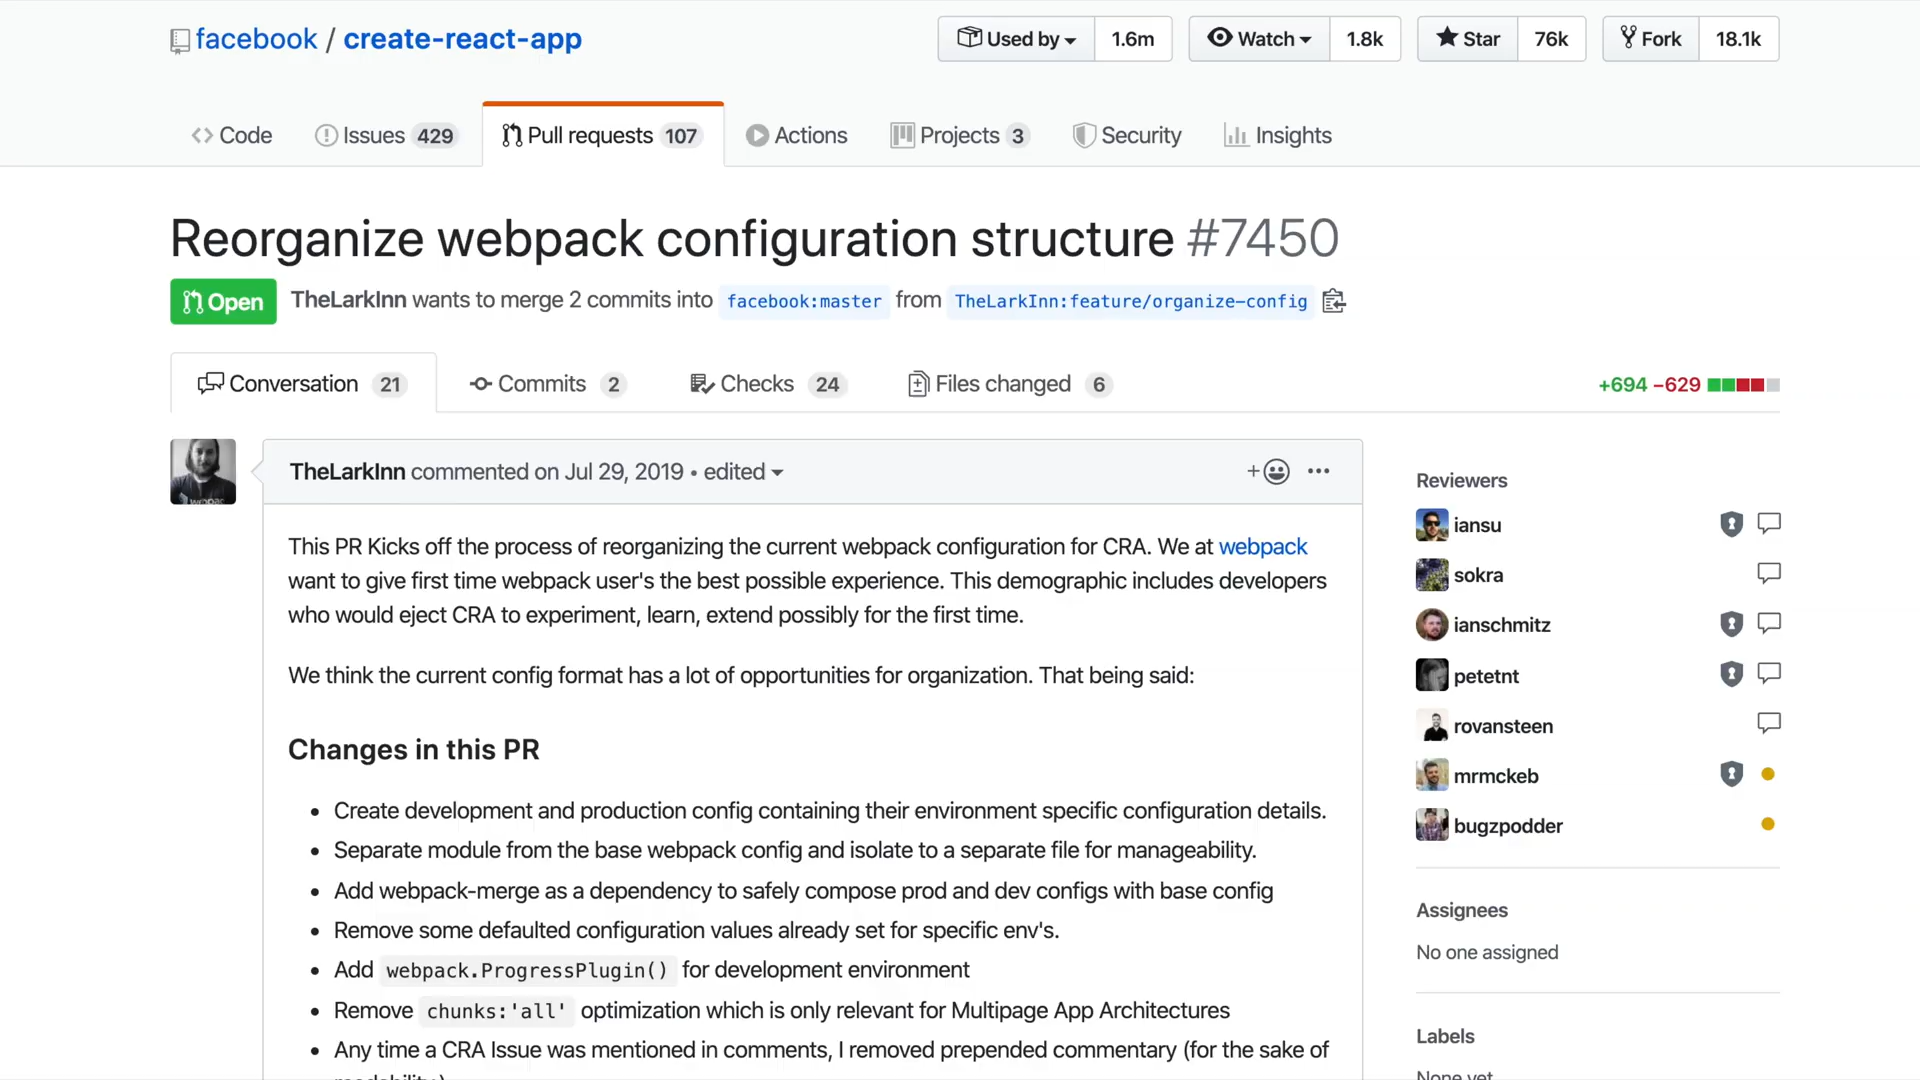 facebook / create-react-app
Used by 1.6m Watch 1.8k Star 76k Fork 18.1k
Code Issues 429 Pull requests 107 Actions Projects 3 Security Insights
Reorganize webpack configuration structure #7450
Open TheLarkInn wants to merge 2 commits into facebook:master from TheLarkInn:feature/organize-config
Conversation 21 Commits 2 Checks 24 Files changed 6 +694 −629
TheLarkInn commented on Jul 29, 2019 • edited
This PR Kicks off the process of reorganizing the current webpack configuration for CRA. We at webpack
want to give first time webpack user's the best possible experience. This demographic includes developers
who would eject CRA to experiment, learn, extend possibly for the first time.
We think the current config format has a lot of opportunities for organization. That being said:
Changes in this PR
• Create development and production config containing their environment specific configuration details.
• Separate module from the base webpack config and isolate to a separate file for manageability.
• Add webpack-merge as a dependency to safely compose prod and dev configs with base config
• Remove some defaulted configuration values already set for specific env's.
• Add webpack.ProgressPlugin() for development environment
• Remove chunks:'all' optimization which is only relevant for Multipage App Architectures
• Any time a CRA Issue was mentioned in comments, I removed prepended commentary (for the sake of
Reviewers
iansu
sokra
ianschmitz
petetnt
rovansteen
mrmckeb
bugzpodder
Assignees
No one assigned
Labels
None yet